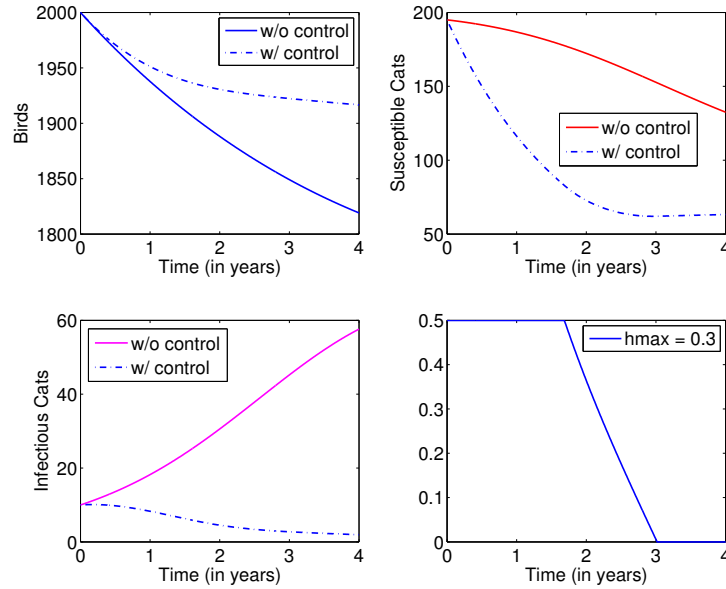 2000
1950
1900
1850
1800
Birds
w/o control
w/ control
0 1 2 3 4
Time (in years)
200
150
100
50
Susceptible Cats
w/o control
w/ control
0 1 2 3 4
Time (in years)
60
40
20
0
Infectious Cats
w/o control
w/ control
0 1 2 3 4
Time (in years)
0.5
0.4
0.3
0.2
0.1
0
hmax = 0.3
0 1 2 3 4
Time (in years)